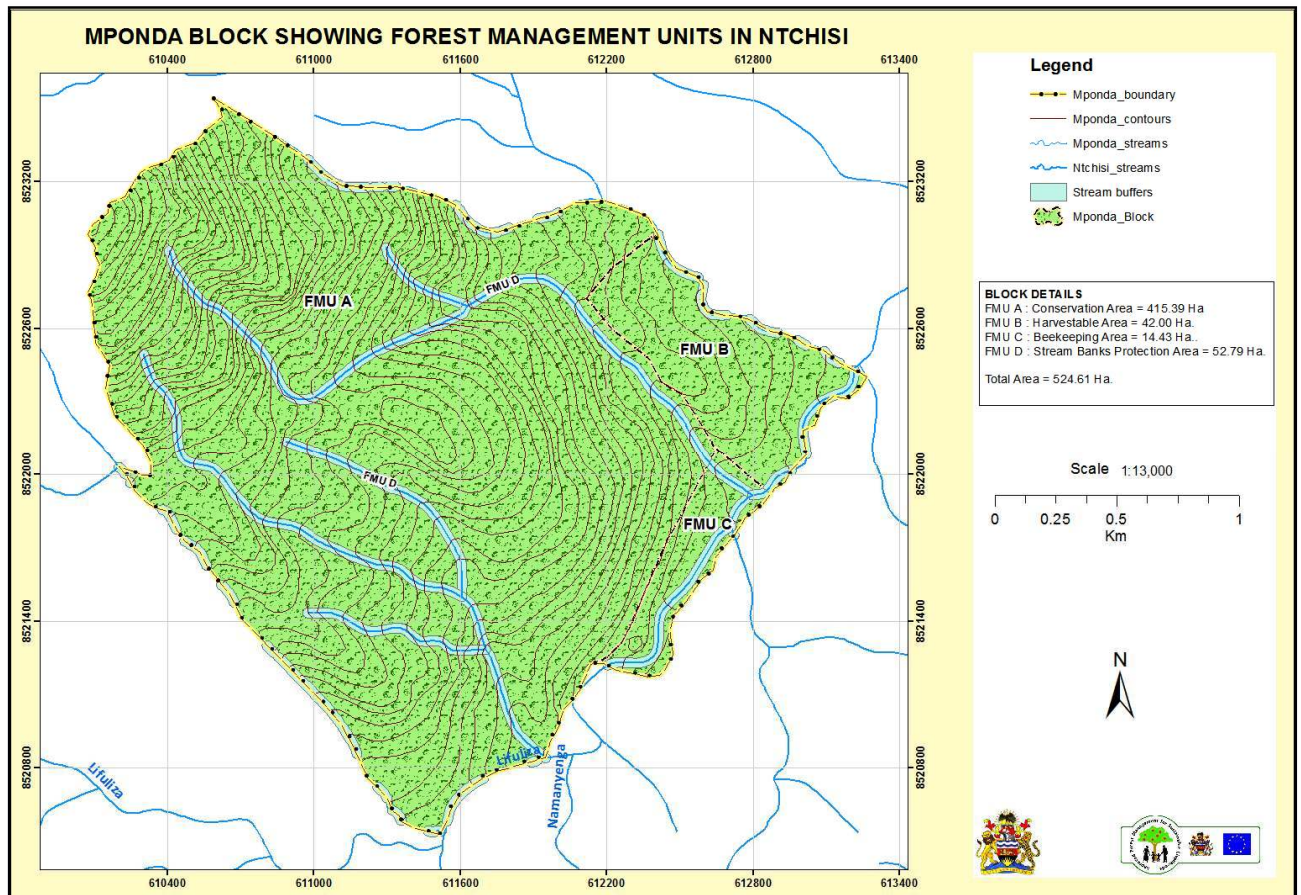 MPONDA BLOCK SHOWING FOREST MANAGEMENT UNITS IN NTCHISI
610400 611000 611600 612200 612800 613400
8523200 8523200
8522600 8522600
8522000 8522000
8521400 8521400
8520800 8520800
FMU A
FMU D
FMU B
FMU D
FMU C
Lifuliza
Lifuliza
Namanyenga
610400 611000 611600 612200 612800 613400
Legend
Mponda_boundary
Mponda_contours
Mponda_streams
Ntchisi_streams
Stream buffers
Mponda_Block
BLOCK DETAILS
FMU A : Conservation Area = 415.39 Ha
FMU B : Harvestable Area = 42.00 Ha.
FMU C : Beekeeping Area = 14.43 Ha..
FMU D : Stream Banks Protection Area = 52.79 Ha.
Total Area = 524.61 Ha.
Scale 1:13,000
0 0.25 0.5 1
Km
N